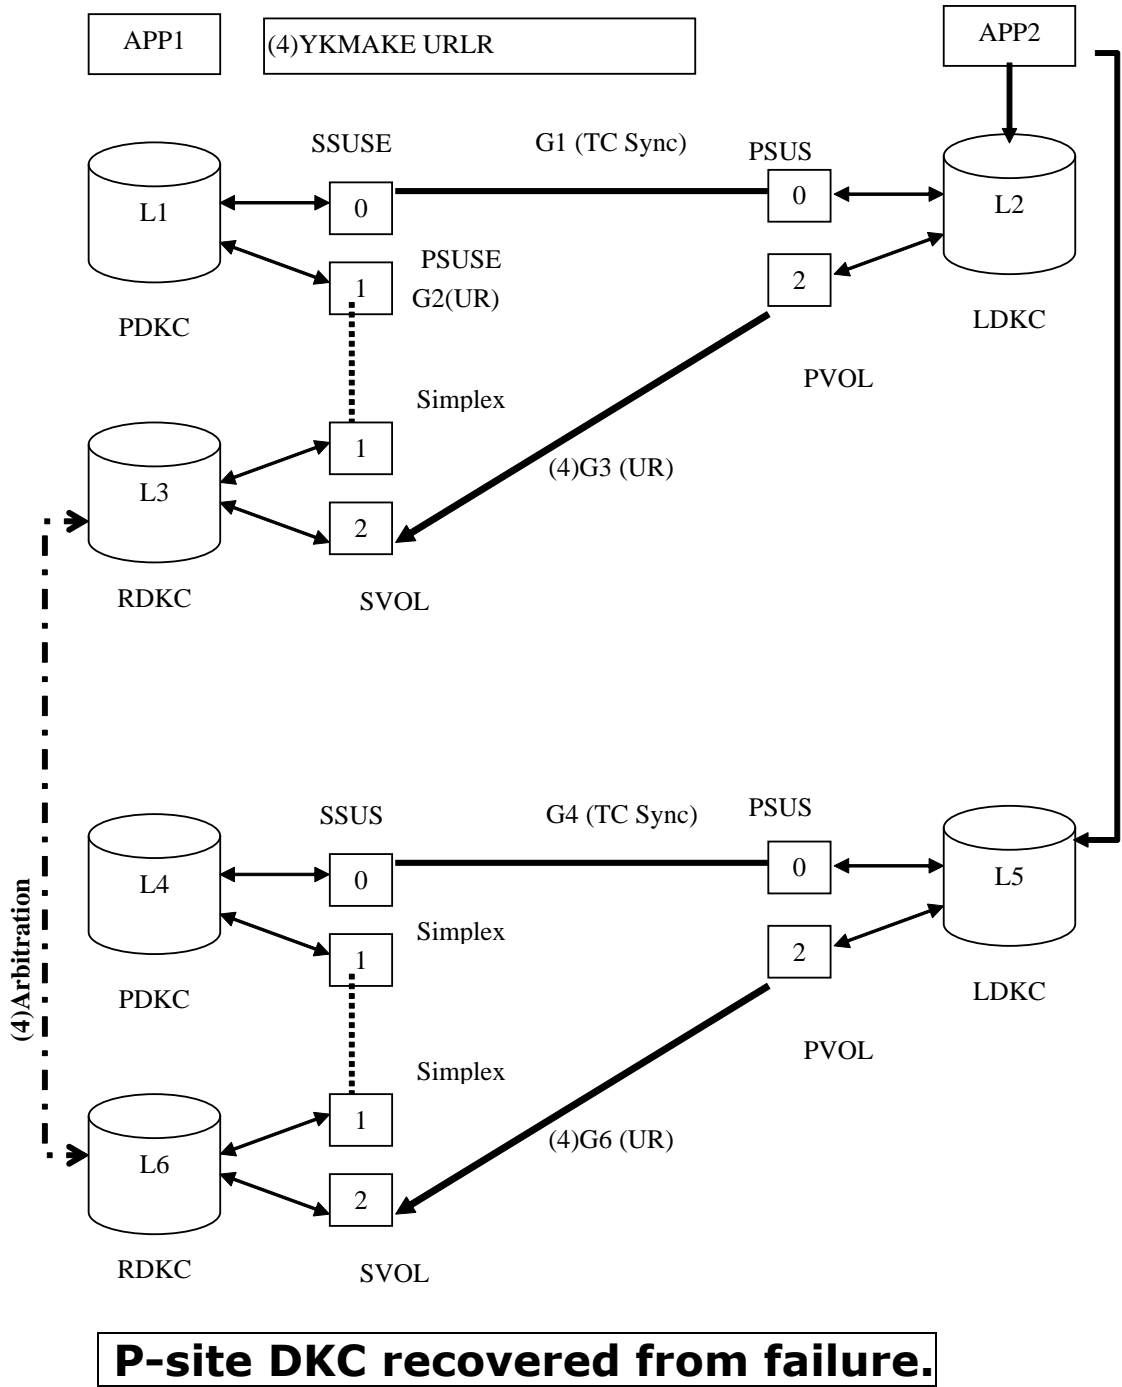 APP1
(4)YKMAKE URLR
APP2
SSUSE
G1 (TC Sync)
PSUS
L1
0
0
L2
PSUSE
1
G2(UR)
2
PDKC
LDKC
PVOL
Simplex
1
L3
(4)G3 (UR)
2
RDKC
SVOL
SSUS
G4 (TC Sync)
PSUS
L4
0
0
L5
Simplex
1
2
PDKC
LDKC
(4)Arbitration
PVOL
Simplex
1
L6
(4)G6 (UR)
2
RDKC
SVOL
P-site DKC recovered from failure.